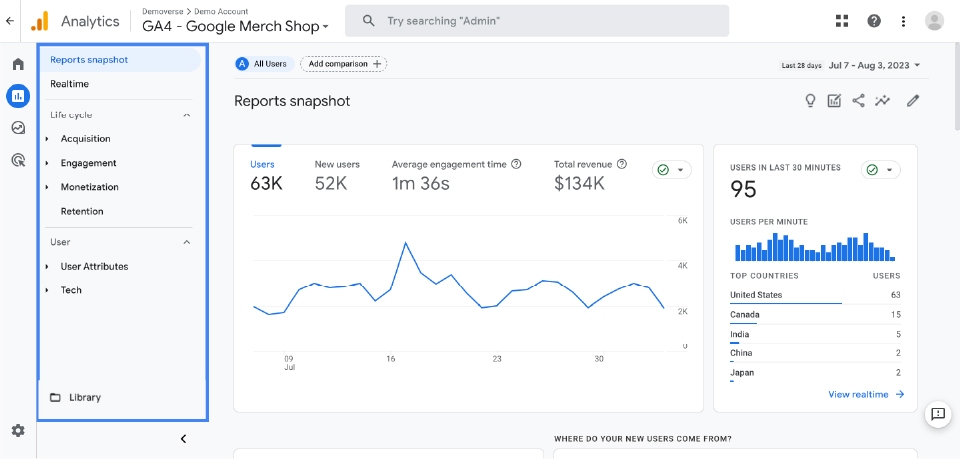 Analytics
Demoverse > Demo Account
GA4 - Google Merch Shop
Try searching "Admin"
Reports snapshot
Realtime
Life cycle
Acquisition
Engagement
Monetization
Retention
User
User Attributes
Tech
Library
A All Users
Add comparison +
Last 28 days Jul 7 - Aug 3, 2023
Reports snapshot
Users
63K
New users
52K
Average engagement time
1m 36s
Total revenue
$134K
6K
4K
2K
0
09
Jul
16
23
30
USERS IN LAST 30 MINUTES
95
USERS PER MINUTE
TOP COUNTRIES USERS
United States 63
Canada 15
India 5
China 2
Japan 2
View realtime
WHERE DO YOUR NEW USERS COME FROM?